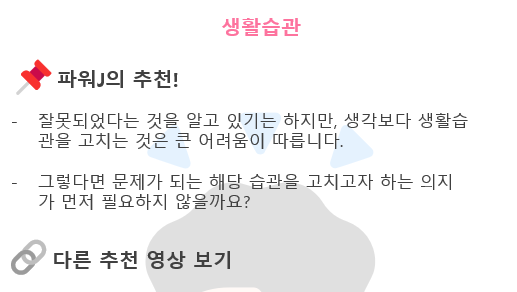 생활습관
파워J의 추천!
- 잘못되었다는 것을 알고 있기는 하지만, 생각보다 생활습
관을 고치는 것은 큰 어려움이 따릅니다.
- 그렇다면 문제가 되는 해당 습관을 고치고자 하는 의지
가 먼저 필요하지 않을까요?
다른 추천 영상 보기